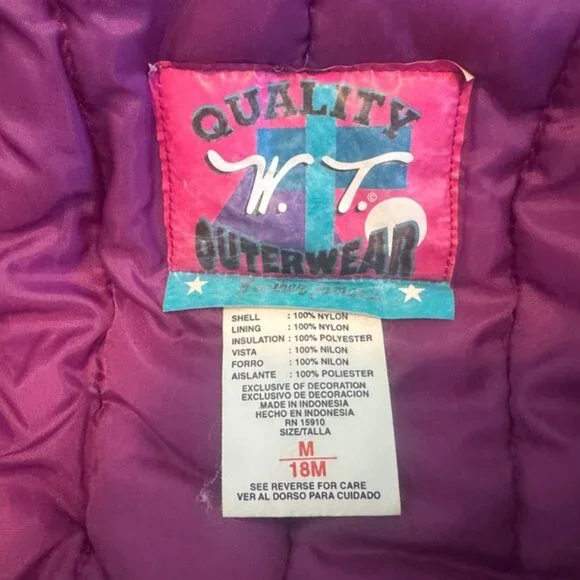 QUALITY
W. T. ©
OUTERWEAR
SHELL : 100% NYLON
LINING : 100% NYLON
INSULATION : 100% POLYESTER
VISTA : 100% NILON
FORRO : 100% NILON
AISLANTE : 100% POLIESTER
EXCLUSIVE OF DECORATION
EXCLUSIVO DE DECORACION
MADE IN INDONESIA
HECHO EN INDONESIA
RN 15910
SIZE/TALLA
M
18M
SEE REVERSE FOR CARE
VER AL DORSO PARA CUIDADO